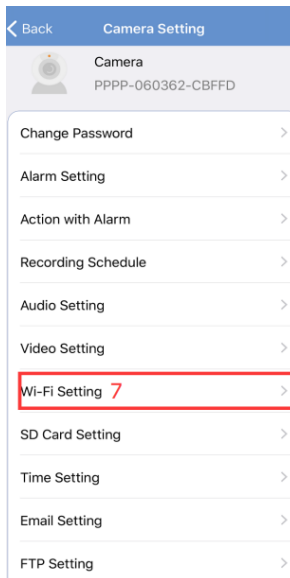 Back Camera Setting
Camera
PPPP-060362-CBFFD
Change Password
Alarm Setting
Action with Alarm
Recording Schedule
Audio Setting
Video Setting
Wi-Fi Setting 7
SD Card Setting
Time Setting
Email Setting
FTP Setting